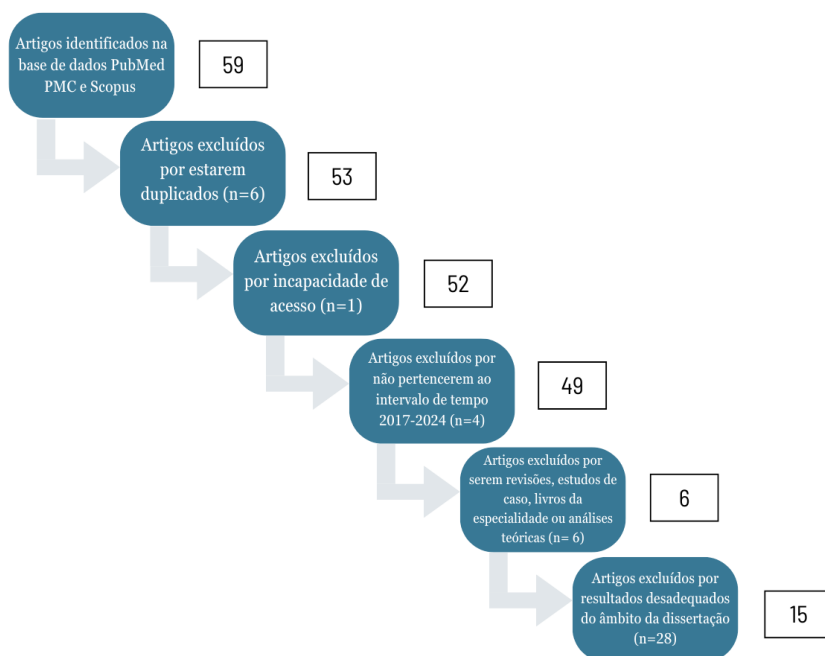 Artigos identificados na
base de dados PubMed
PMC e Scopus
59
Artigos excluídos
por estarem
duplicados (n=6)
53
Artigos excluídos
por incapacidade de
acesso (n=1)
52
Artigos excluídos por
não pertencerem ao
intervalo de tempo
2017-2024 (n=4)
49
Artigos excluídos por
serem revisões, estudos de
caso, livros da
especialidade ou análises
teóricas (n= 6)
6
Artigos excluídos por
resultados desadequados
do âmbito da dissertação
(n=28)
15